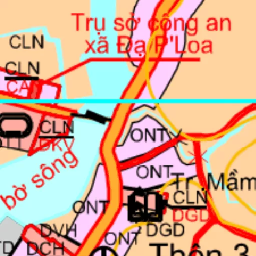 Trụ sở công an
xã Đạ P'Loa
CLN
CLN
CA
CLN
ONT
DKV
bờ sông
ONT
Tr. Mầm
CLN
ONT
DGD
DVH
DGD
ONT
DCH
Thôn 3